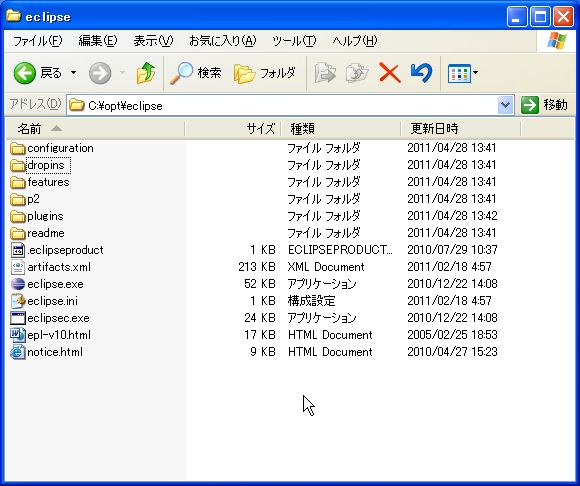 eclipse
ファイル(F) 編集(E) 表示(V) お気に入り(A) ツール(T) ヘルプ(H)
戻る 検索 フォルダ
アドレス(D) C:¥opt¥eclipse 移動
名前 サイズ 種類 更新日時
configuration ファイル フォルダ 2011/04/28 13:41
dropins ファイル フォルダ 2011/04/28 13:41
features ファイル フォルダ 2011/04/28 13:41
p2 ファイル フォルダ 2011/04/28 13:41
plugins ファイル フォルダ 2011/04/28 13:42
readme ファイル フォルダ 2011/04/28 13:41
.eclipseproduct 1 KB ECLIPSEPRODUCT... 2010/07/29 10:37
artifacts.xml 213 KB XML Document 2011/02/18 4:57
eclipse.exe 52 KB アプリケーション 2010/12/22 14:08
eclipse.ini 1 KB 構成設定 2011/02/18 4:57
eclipsec.exe 24 KB アプリケーション 2010/12/22 14:08
epl-v10.html 17 KB HTML Document 2005/02/25 18:53
notice.html 9 KB HTML Document 2010/04/27 15:23